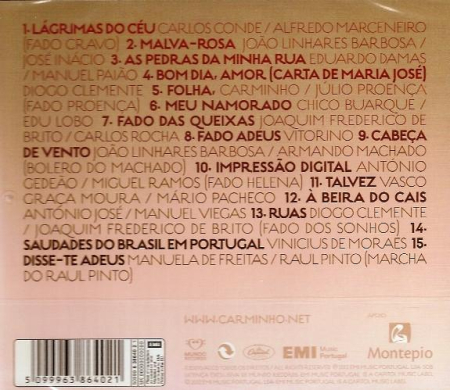 1- LÁGRIMAS DO CÉU CARLOS CONDE / ALFREDO MARCENEIRO
(FADO CRAVO) 2- MALVA-ROSA JOÃO LINHARES BARBOSA /
JOSÉ INÁCIO 3- AS PEDRAS DA MINHA RUA EDUARDO DAMAS
/ MANUEL PAIÃO 4- BOM DIA, AMOR (CARTA DE MARIA JOSÉ)
DIOGO CLEMENTE 5- FOLHA, CARMINHO / JÚLIO PROENÇA
(FADO PROENÇA) 6- MEU NAMORADO CHICO BUARQUE /
EDU LOBO 7- FADO DAS QUEIXAS JOAQUIM FREDERICO DE
BRITO / CARLOS ROCHA 8- FADO ADEUS VITORINO 9- CABEÇA
DE VENTO JOÃO LINHARES BARBOSA / ARMANDO MACHADO
(BOLERO DO MACHADO) 10- IMPRESSÃO DIGITAL ANTÓNIO
GEDEÃO / MIGUEL RAMOS (FADO HELENA) 11- TALVEZ VASCO
GRAÇA MOURA / MÁRIO PACHECO 12- À BEIRA DO CAIS
ANTÓNIO JOSÉ / MANUEL VIEGAS 13- RUAS DIOGO CLEMENTE
/ JOAQUIM FREDERICO DE BRITO (FADO DOS SONHOS) 14-
SAUDADES DO BRASIL EM PORTUGAL VINICIUS DE MORAES 15-
DISSE-TE ADEUS MANUELA DE FREITAS / RAUL PINTO (MARCHA
DO RAUL PINTO)
WWW.CARMINHO.NET
APOIO
Capitol
EMI Music Portugal
Montepio
5 099963 864021